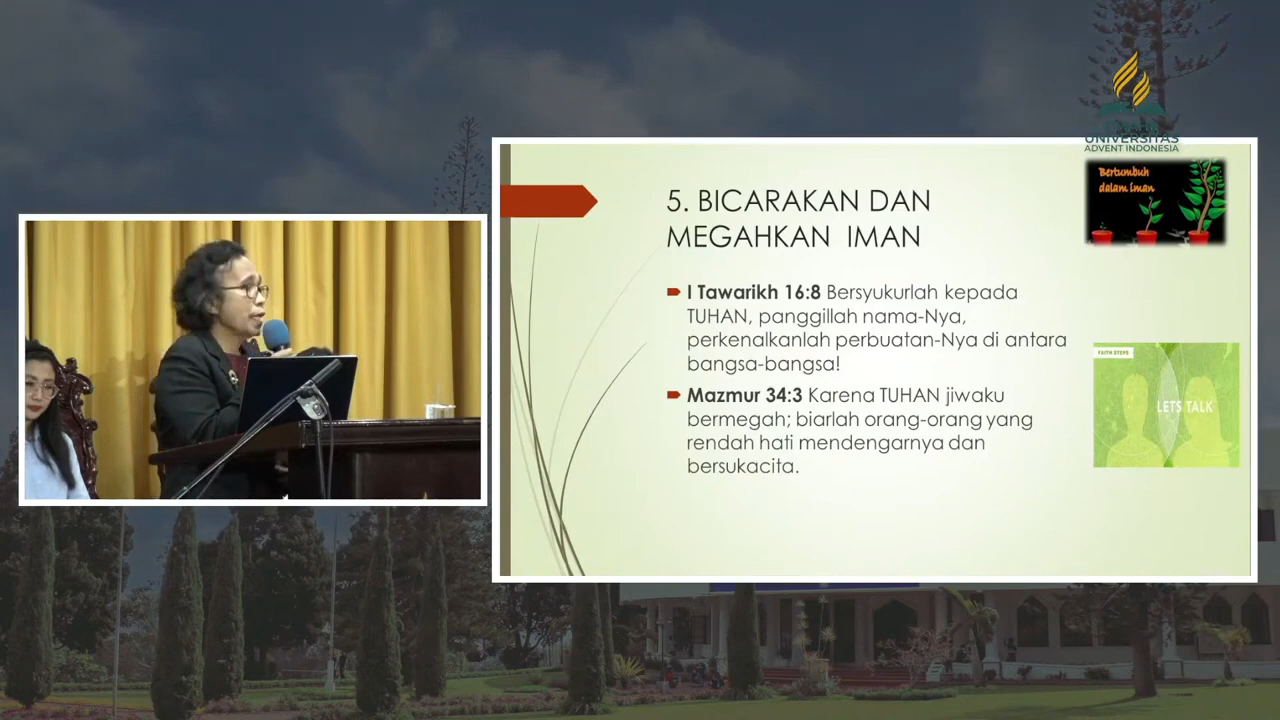 UNIVERSITAS
ADVENT INDONESIA
Bertumbuh
dalam iman
5. BICARAKAN DAN
MEGAHKAN IMAN
I Tawarikh 16:8 Bersyukurlah kepada
TUHAN, panggillah nama-Nya,
perkenalkanlah perbuatan-Nya di antara
bangsa-bangsa!
Mazmur 34:3 Karena TUHAN jiwaku
bermegah; biarlah orang-orang yang
rendah hati mendengarnya dan
bersukacita.
FAITH STEPS
LETS TALK